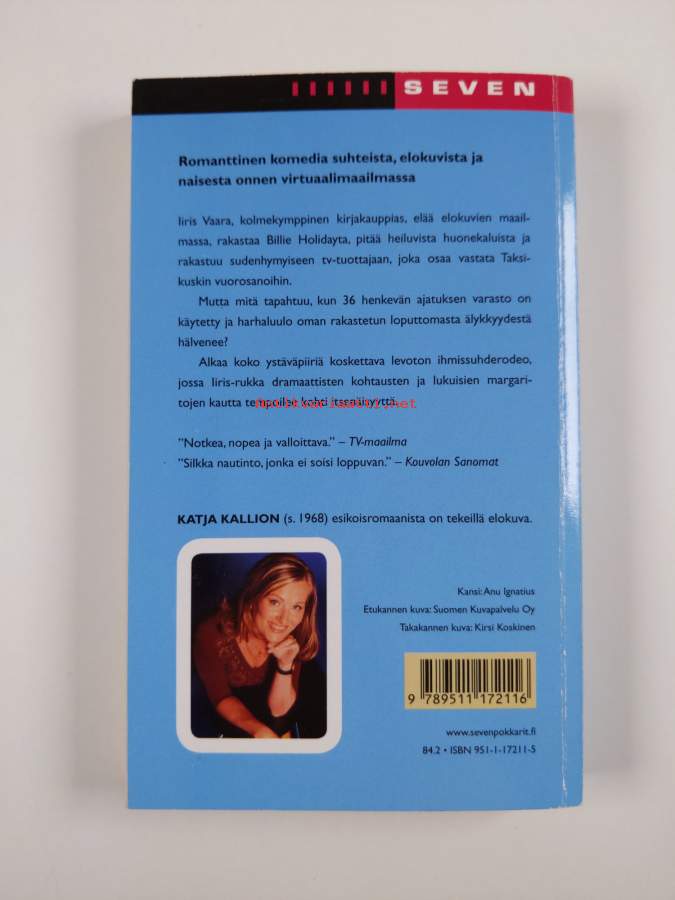 SEVEN
Romanttinen komedia suhteista, elokuvista ja
naisesta onnen virtuaalimaailmassa
Iiris Vaara, kolmekymppinen kirjakauppias, elää elokuvien maail-
massa, rakastaa Billie Holidayta, pitää heiluvista huonekaluista ja
rakastuu sudenhymyiseen tv-tuottajaan, joka osaa vastata Taksi-
kuskin vuorosanoihin.
Mutta mitä tapahtuu, kun 36 henkevän ajatuksen varasto on
käytetty ja harhaluulo oman rakastetun loputtomasta älykkyydestä
hälvenee?
Alkaa koko ystäväpiiriä koskettava levoton ihmissuhderodeo,
jossa Iiris-rukka dramaattisten kohtausten ja lukuisien margari-
tojen kautta tempoilee kohti itsenäisyyttä.
Antikvariaatti.net
"Notkea, nopea ja valloittava." – TV-maailma
"Silkka nautinto, jonka ei soisi loppuvan." – Kouvolan Sanomat
KATJA KALLION (s. 1968) esikoisromaanista on tekeillä elokuva.
Kansi: Anu Ignatius
Etukannen kuva: Suomen Kuvapalvelu Oy
Takakannen kuva: Kirsi Koskinen
9 789511 172116
www.sevenpokkarit.fi
84.2 • ISBN 951-1-17211-5